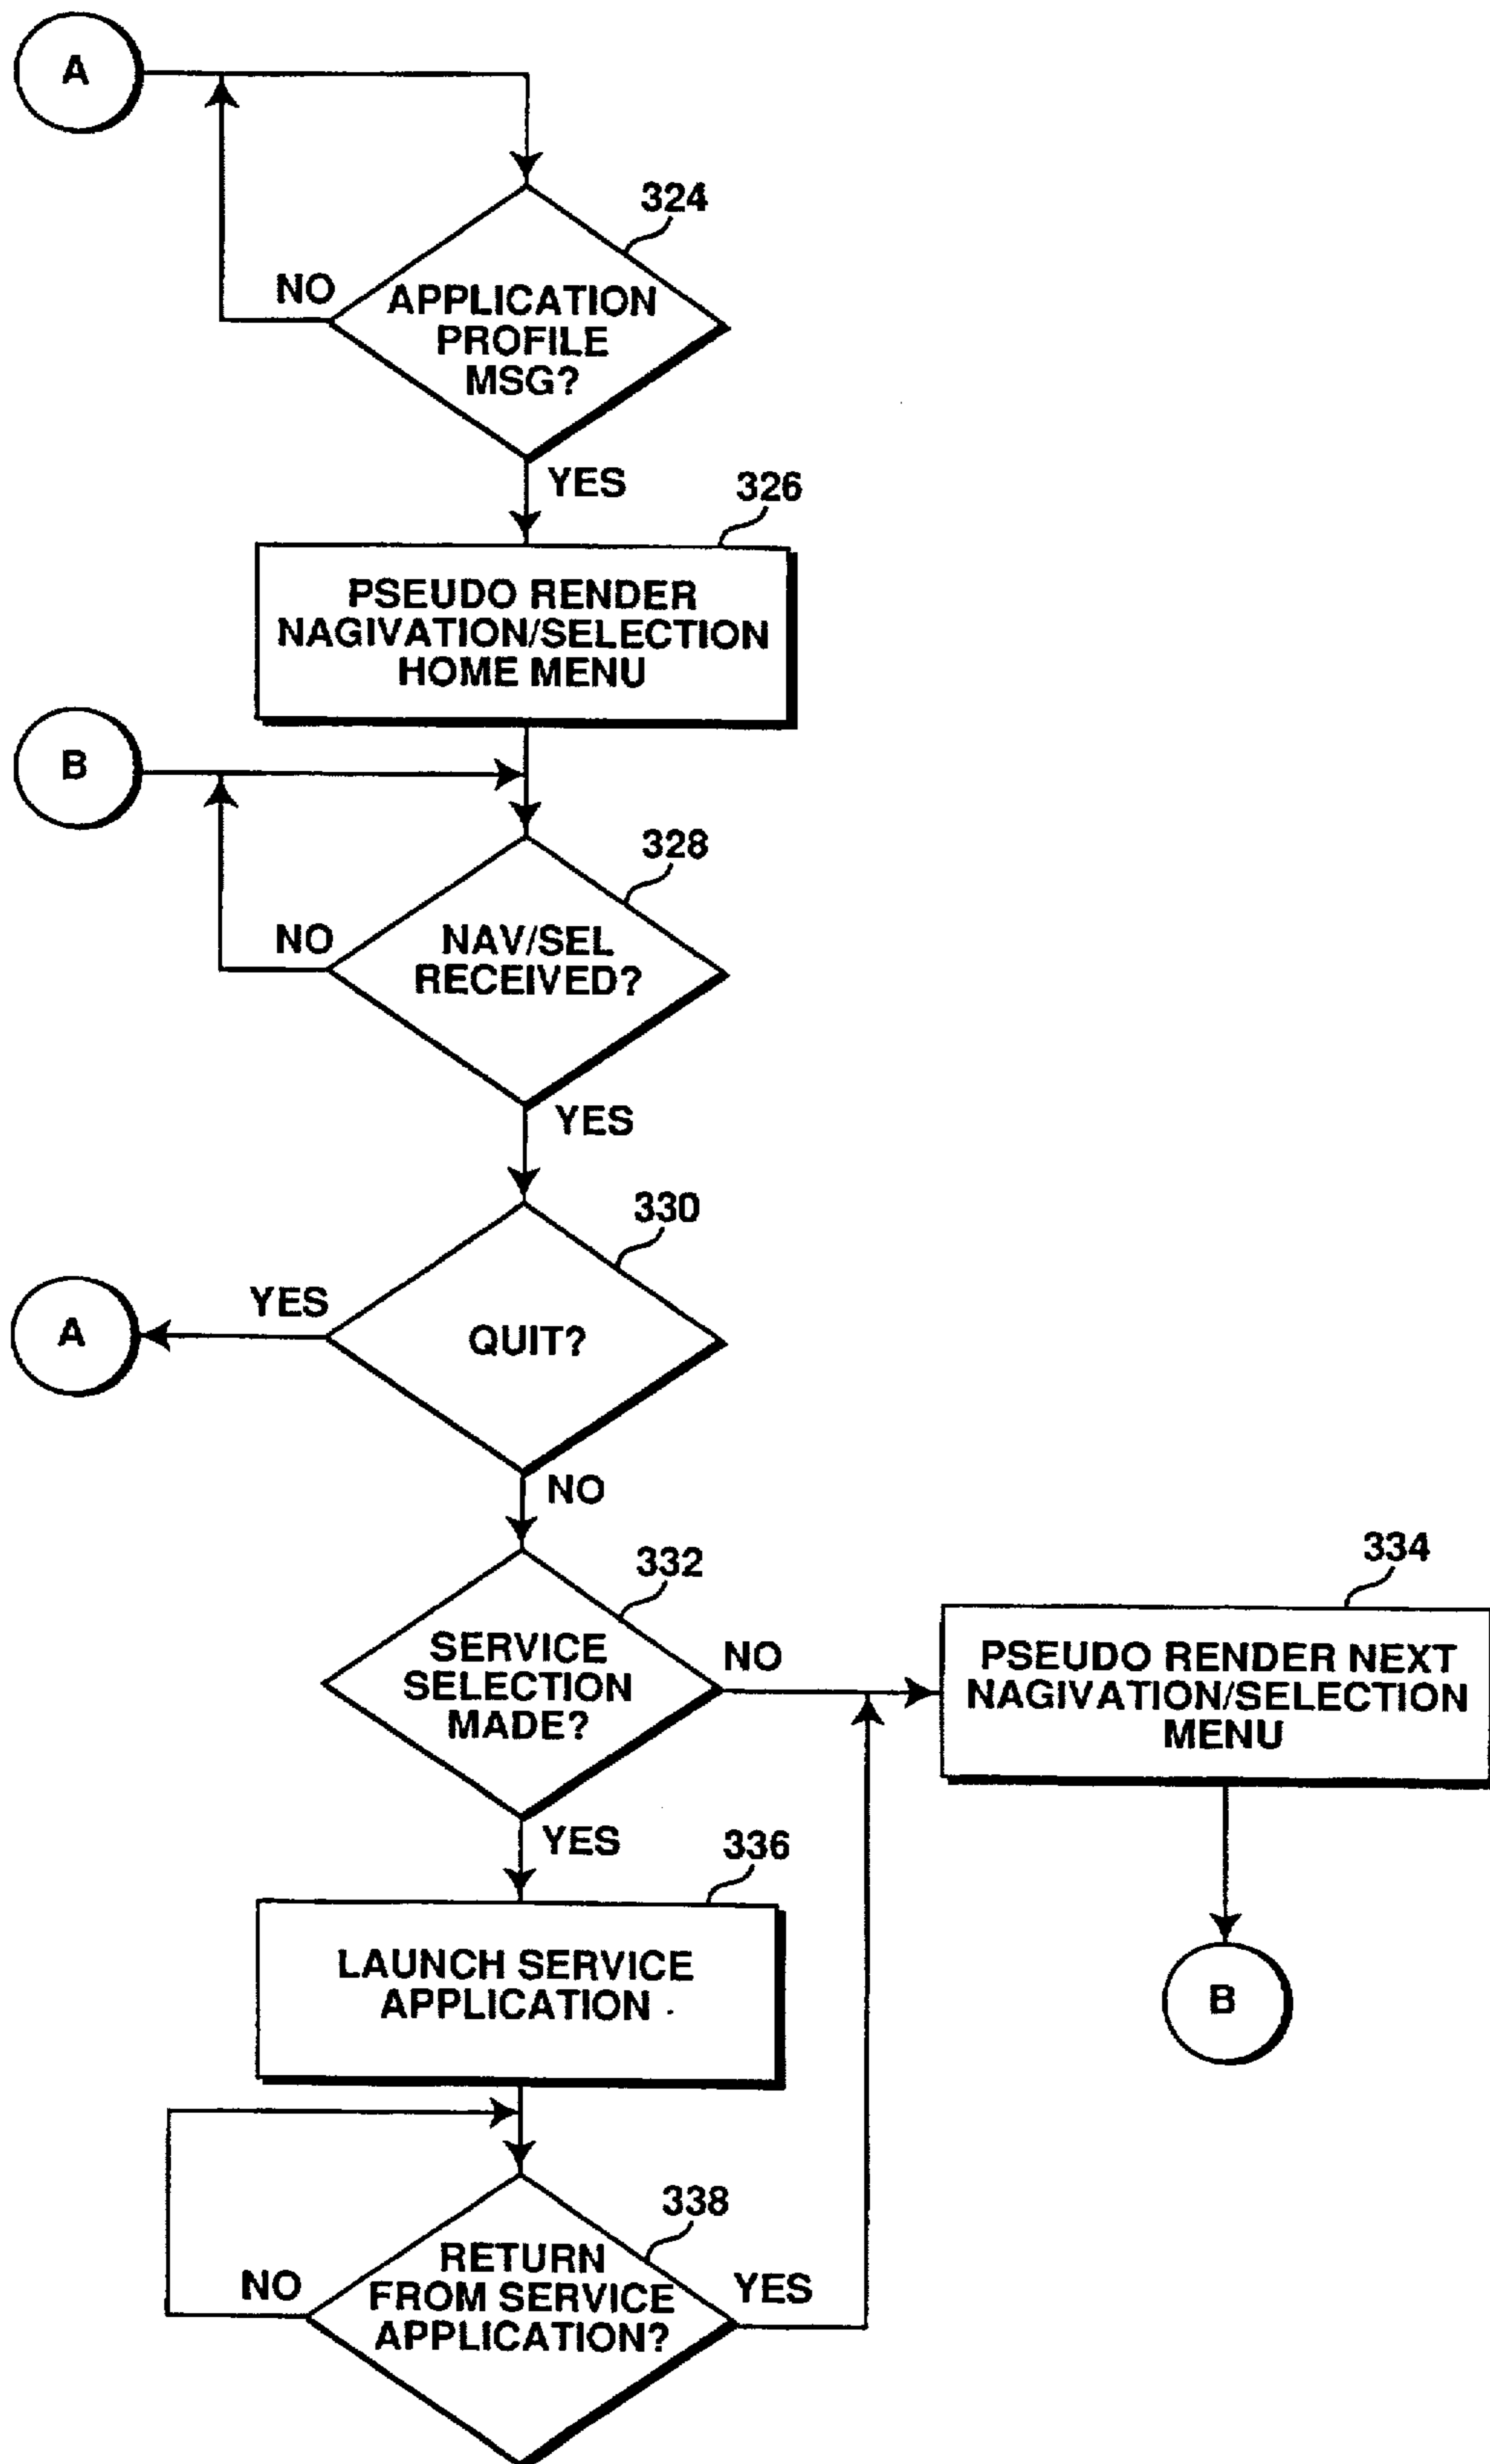 A
324
NO
APPLICATION
PROFILE
MSG?
YES
326
PSEUDO RENDER
NAGIVATION/SELECTION
HOME MENU
B
328
NO
NAV/SEL
RECEIVED?
YES
330
YES
A
QUIT?
NO
332
SERVICE
SELECTION
MADE?
NO
334
PSEUDO RENDER NEXT
NAGIVATION/SELECTION
MENU
YES
336
LAUNCH SERVICE
APPLICATION
B
338
NO
RETURN
FROM SERVICE
APPLICATION?
YES